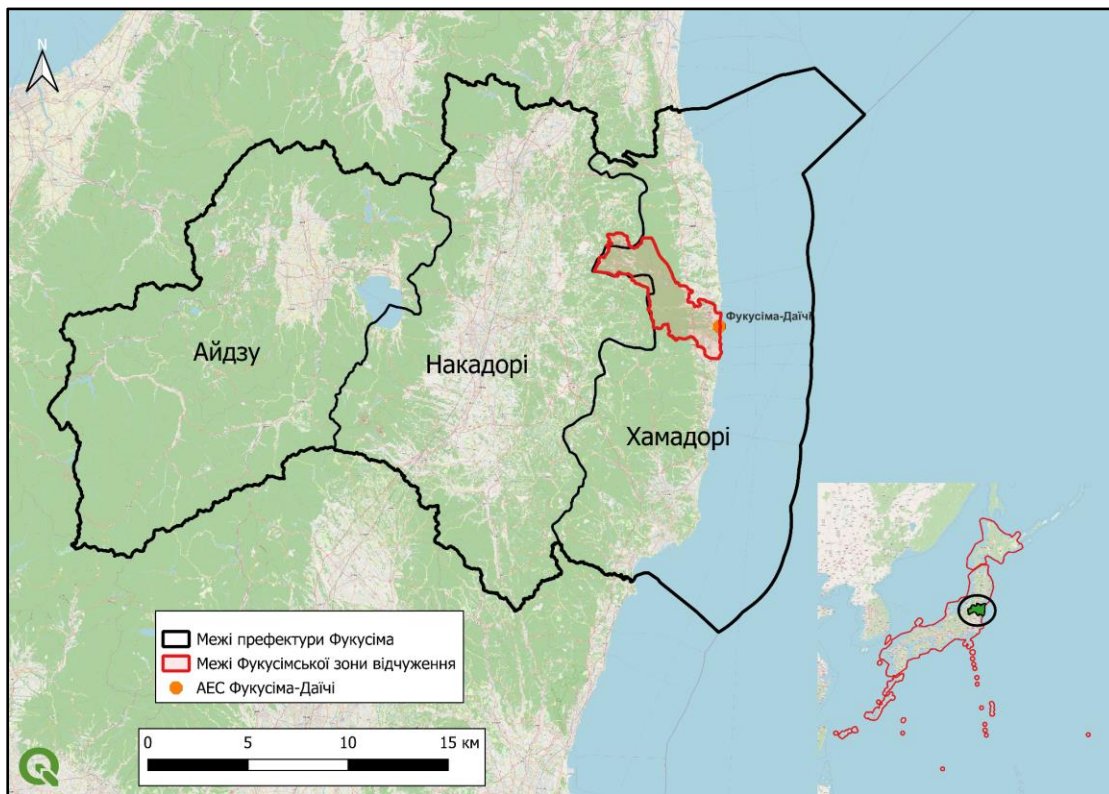 N
Айдзу
Накадорі
Фукусіма-Даїчі
Хамадорі
Межі префектури Фукусіма
Межі Фукусімської зони відчуження
АЕС Фукусіма-Даїчі
0 5 10 15 км